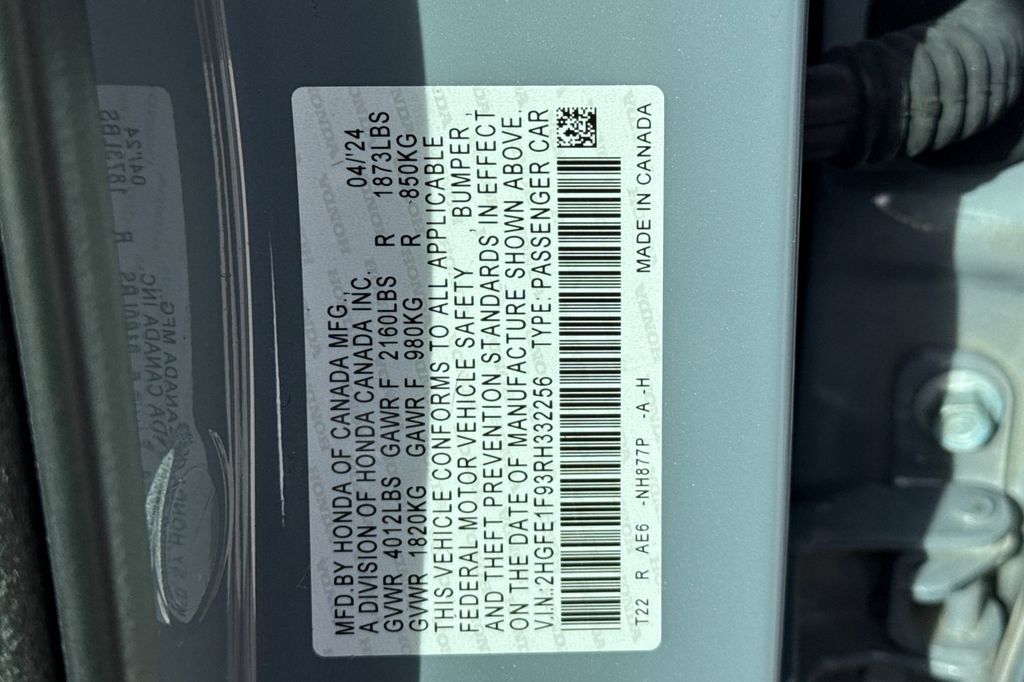 MFD.BY HONDA OF CANADA MFG., 04/'24
A DIVISION OF HONDA CANADA INC.
GVWR 4012LBS GAWR F 2160LBS R 1873LBS
GVWR 1820KG GAWR F 980KG R 850KG
THIS VEHICLE CONFORMS TO ALL APPLICABLE
FEDERAL MOTOR VEHICLE SAFETY , BUMPER ,
AND THEFT PREVENTION STANDARDS, IN EFFECT
ON THE DATE OF MANUFACTURE SHOWN ABOVE.
V.I.N.:2HGFE1F93RH332256 TYPE: PASSENGER CAR
T22 R AE6 -NH877P -A-H MADE IN CANADA